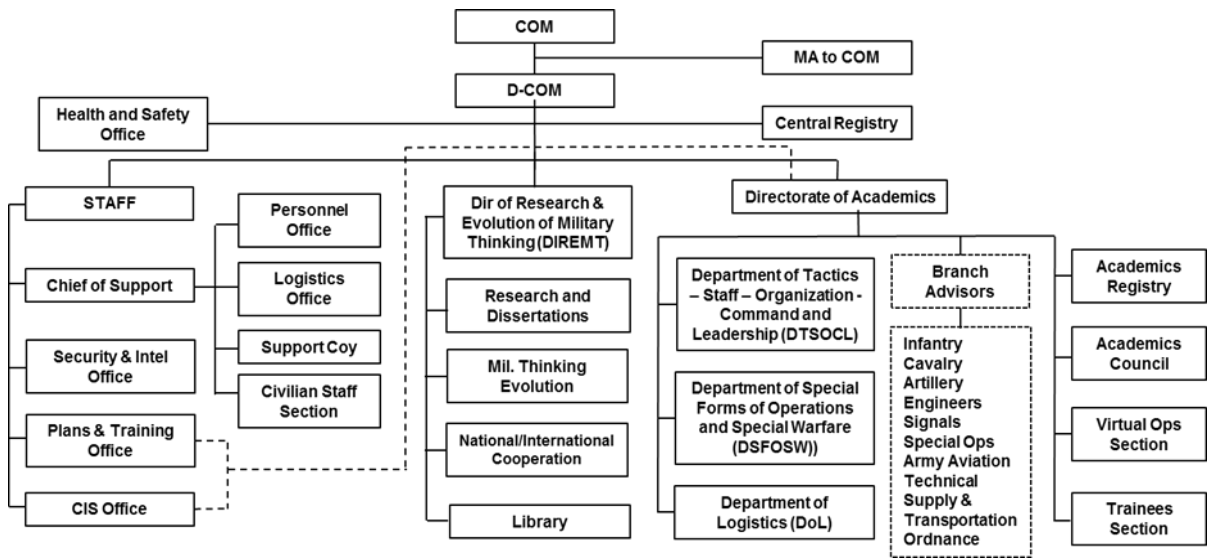 COM
MA to COM
D-COM
Health and Safety
Office
Central Registry
STAFF
Chief of Support
Security & Intel
Office
Plans & Training
Office
CIS Office
Personnel
Office
Logistics
Office
Support Coy
Civilian Staff
Section
Dir of Research &
Evolution of Military
Thinking (DIREMT)
Research and
Dissertations
Mil. Thinking
Evolution
National/International
Cooperation
Library
Directorate of Academics
Department of Tactics
– Staff – Organization -
Command and
Leadership (DTSOCL)
Department of Special
Forms of Operations
and Special Warfare
(DSFOSW))
Department of
Logistics (DoL)
Branch
Advisors
Infantry
Cavalry
Artillery
Engineers
Signals
Special Ops
Army Aviation
Technical
Supply &
Transportation
Ordnance
Academics
Registry
Academics
Council
Virtual Ops
Section
Trainees
Section